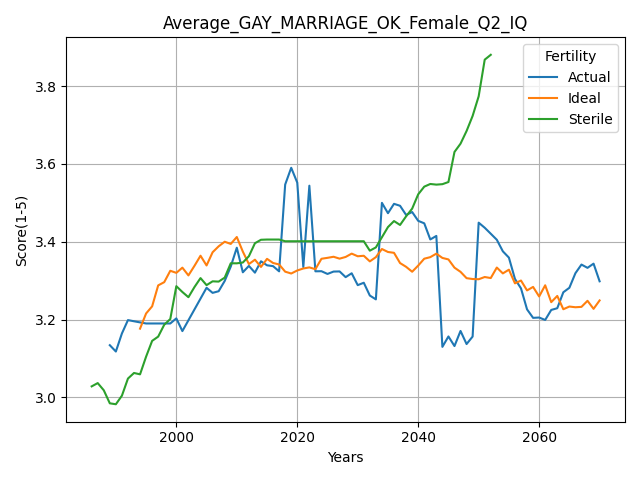 Average_GAY_MARRIAGE_OK_Female_Q2_IQ
Fertility
Actual
Ideal
Sterile
Score(1-5)
3.8
3.6
3.4
3.2
3.0
2000 2020 2040 2060
Years